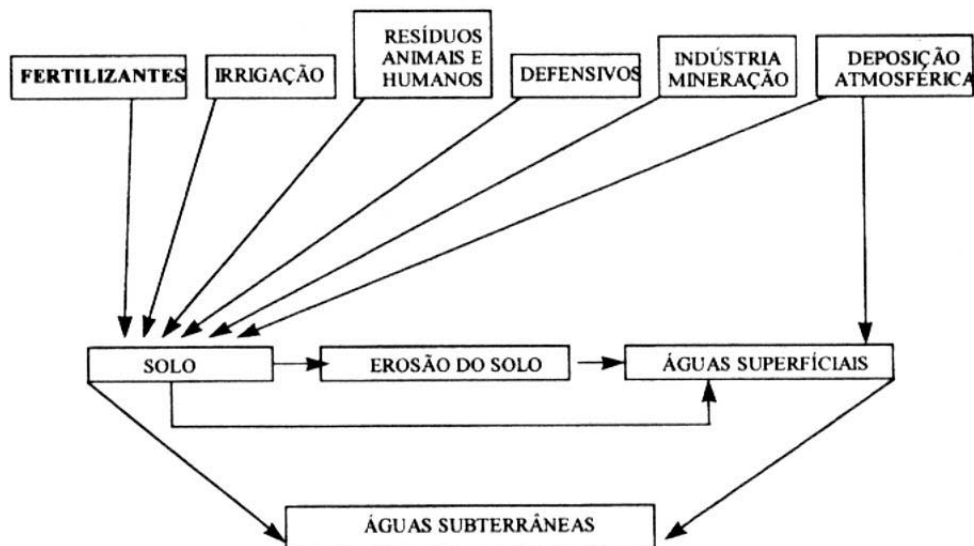 FERTILIZANTES
IRRIGAÇÃO
RESÍDUOS
ANIMAIS E
HUMANOS
DEFENSIVOS
INDÚSTRIA
MINERAÇÃO
DEPOSIÇÃO
ATMOSFÉRICA
SOLO
EROSÃO DO SOLO
ÁGUAS SUPERFÍCIAIS
ÁGUAS SUBTERRÂNEAS